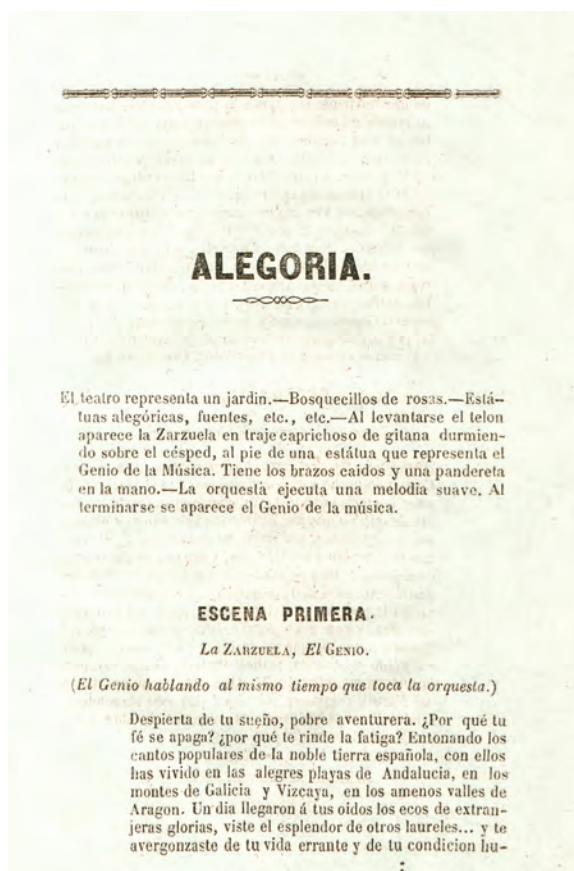 ALEGORIA.
El teatro representa un jardin.—Bosquecillos de rosas.—Está-
tuas alegóricas, fuentes, etc., etc.—Al levantarse el telon
aparece la Zarzuela en traje caprichoso de gitana durmien-
do sobre el césped, al pie de una estátua que representa el
Genio de la Música. Tiene los brazos caidos y una pandereta
en la mano.—La orquesta ejecuta una melodia suave. Al
terminarse se aparece el Genio de la música.
ESCENA PRIMERA.
La ZARZUELA, El GENIO.
(El Genio hablando al mismo tiempo que toca la orquesta.)
Despierta de tu sueño, pobre aventurera. ¿Por qué tu
fé se apaga? ¿por qué te rinde la fatiga? Entonando los
cantos populares de la noble tierra española, con ellos
has vivido en las alegres playas de Andalucia, en los
montes de Galicia y Vizcaya, en los amenos valles de
Aragon. Un dia llegaron á tus oidos los ecos de extran-
jeras glorias, viste el esplendor de otros laureles... y te
avergonzaste de tu vida errante y de tu condicion hu-